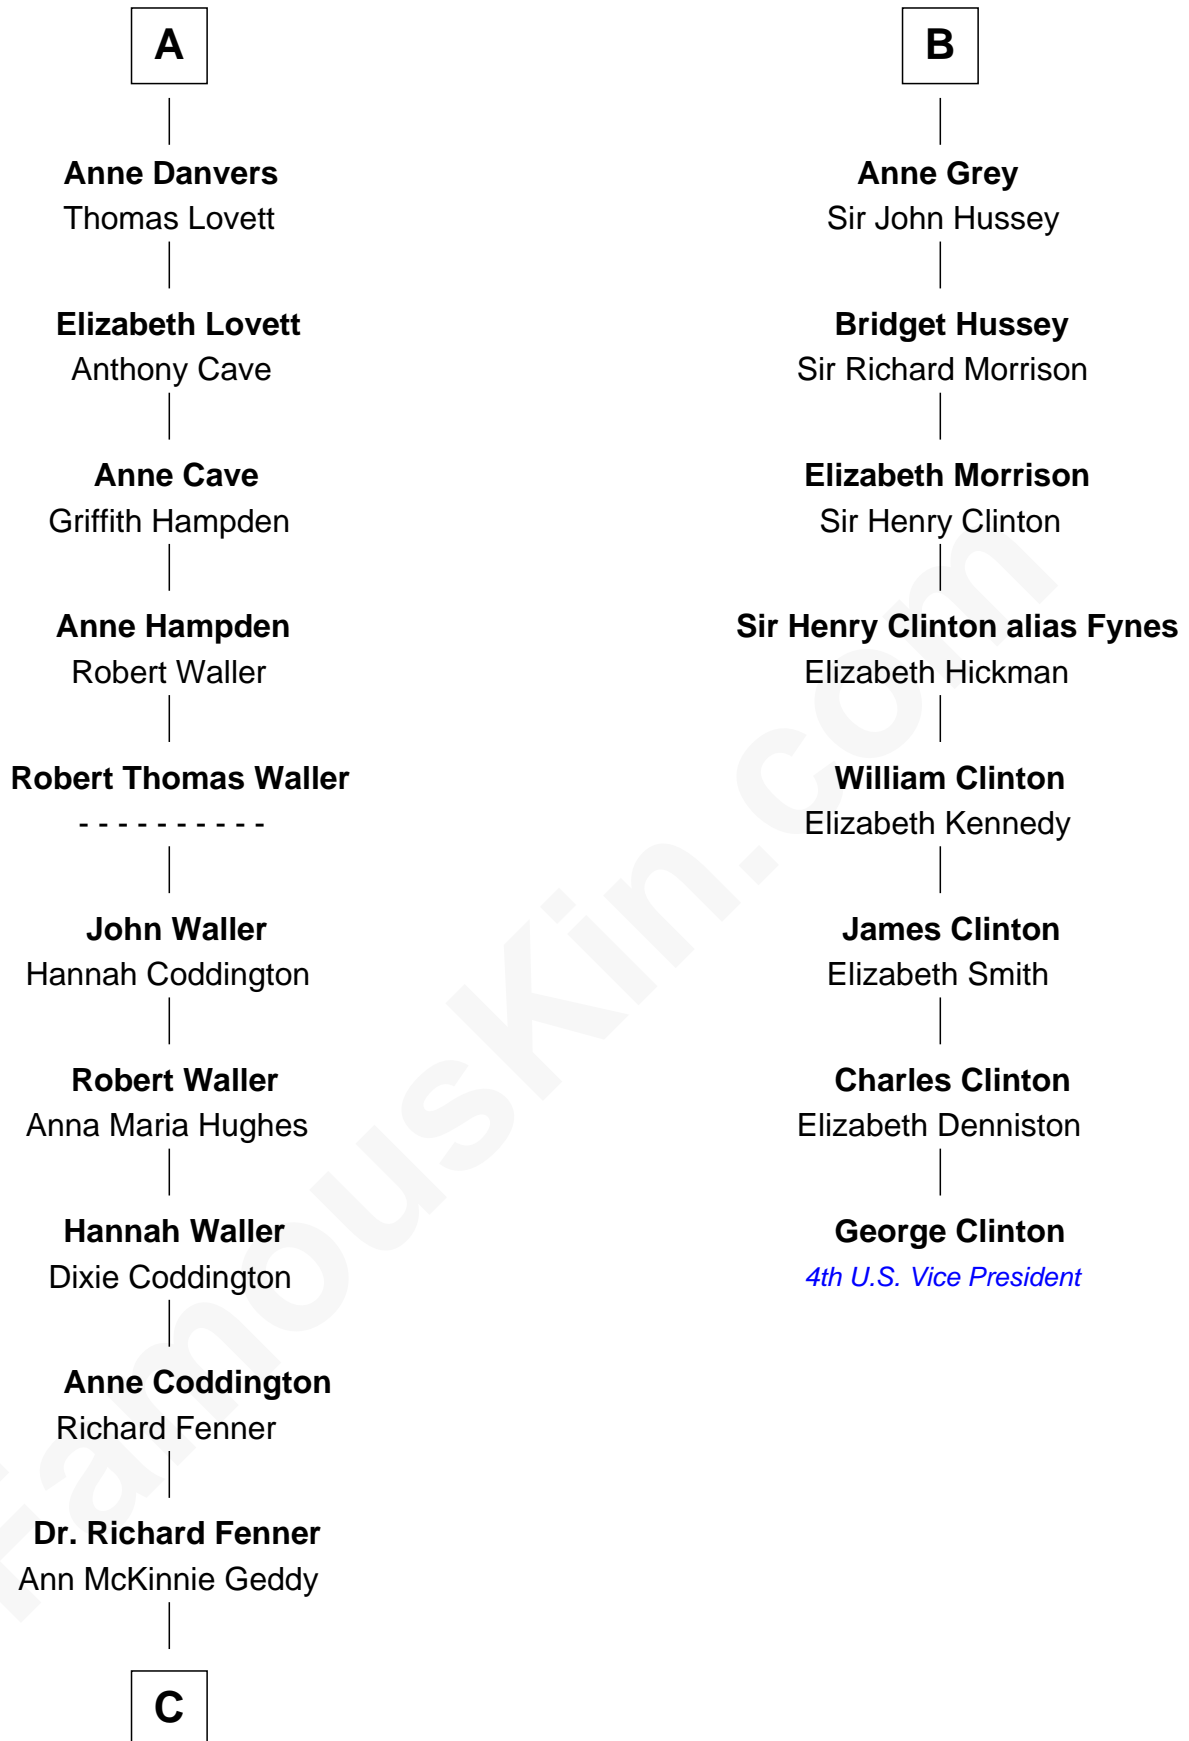 A
Anne Danvers
Thomas Lovett
Elizabeth Lovett
Anthony Cave
Anne Cave
Griffith Hampden
Anne Hampden
Robert Waller
Robert Thomas Waller
- - - - - - - - - -
John Waller
Hannah Coddington
Robert Waller
Anna Maria Hughes
Hannah Waller
Dixie Coddington
Anne Coddington
Richard Fenner
Dr. Richard Fenner
Ann McKinnie Geddy
C
B
Anne Grey
Sir John Hussey
Bridget Hussey
Sir Richard Morrison
Elizabeth Morrison
Sir Henry Clinton
Sir Henry Clinton alias Fynes
Elizabeth Hickman
William Clinton
Elizabeth Kennedy
James Clinton
Elizabeth Smith
Charles Clinton
Elizabeth Denniston
George Clinton
4th U.S. Vice President
FamousKin.com